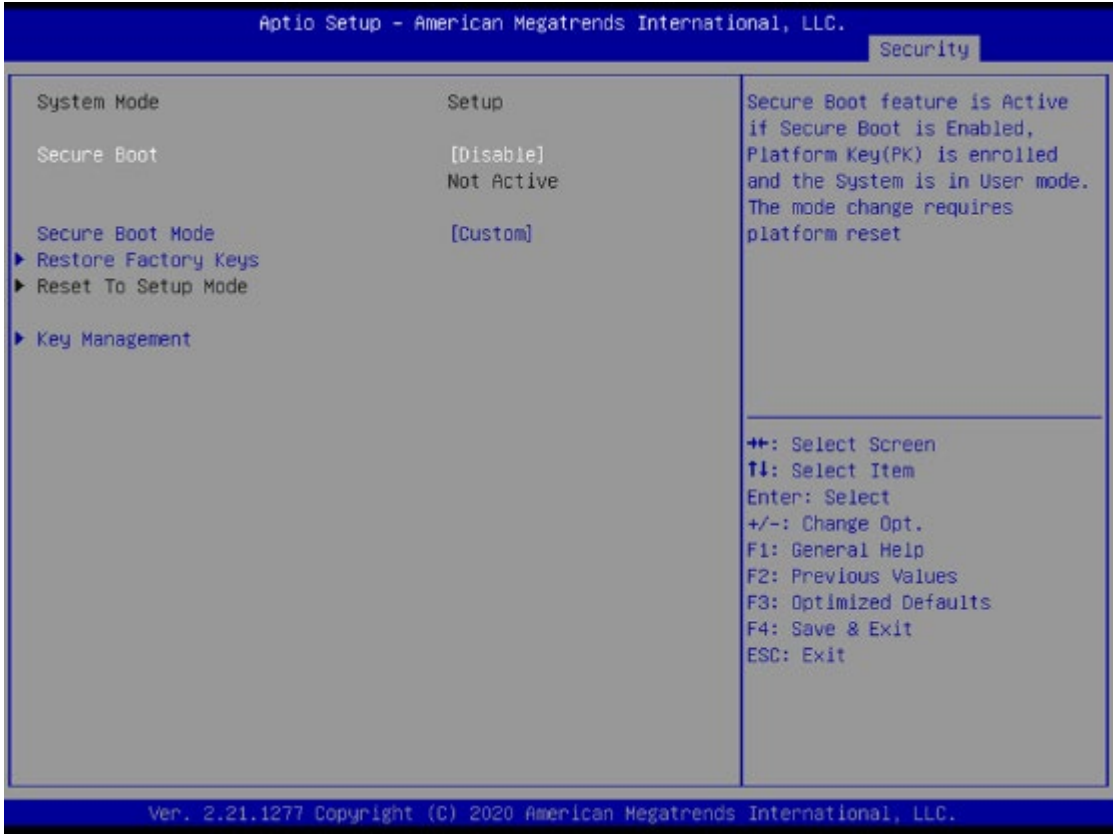 Aptio Setup – American Megatrends International, LLC.
Security
System Mode Setup
Secure Boot [Disable]
Not Active
Secure Boot Mode [Custom]
▶ Restore Factory Keys
▶ Reset To Setup Mode
▶ Key Management
Secure Boot feature is Active
if Secure Boot is Enabled,
Platform Key(PK) is enrolled
and the System is in User mode.
The mode change requires
platform reset
→←: Select Screen
↑↓: Select Item
Enter: Select
+/-: Change Opt.
F1: General Help
F2: Previous Values
F3: Optimized Defaults
F4: Save & Exit
ESC: Exit
Ver. 2.21.1277 Copyright (C) 2020 American Megatrends International, LLC.